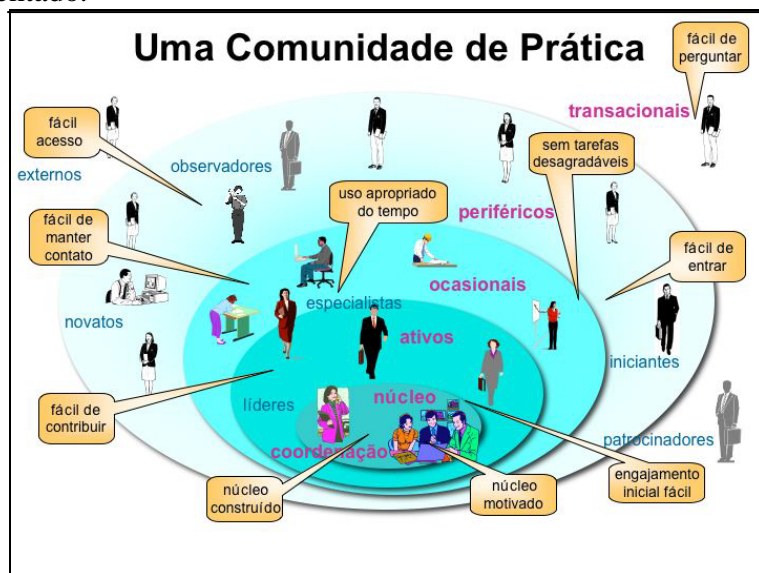 Uma Comunidade de Prática
fácil de
perguntar
transacionais
fácil
acesso
externos
observadores
sem tarefas
desagradáveis
uso apropriado
do tempo
periféricos
fácil de
manter
contato
fácil de
entrar
ocasionais
especialistas
novatos
ativos
iniciantes
núcleo
líderes
fácil de
contribuir
coordenação
patrocinadores
núcleo
construído
núcleo
motivado
engajamento
inicial fácil